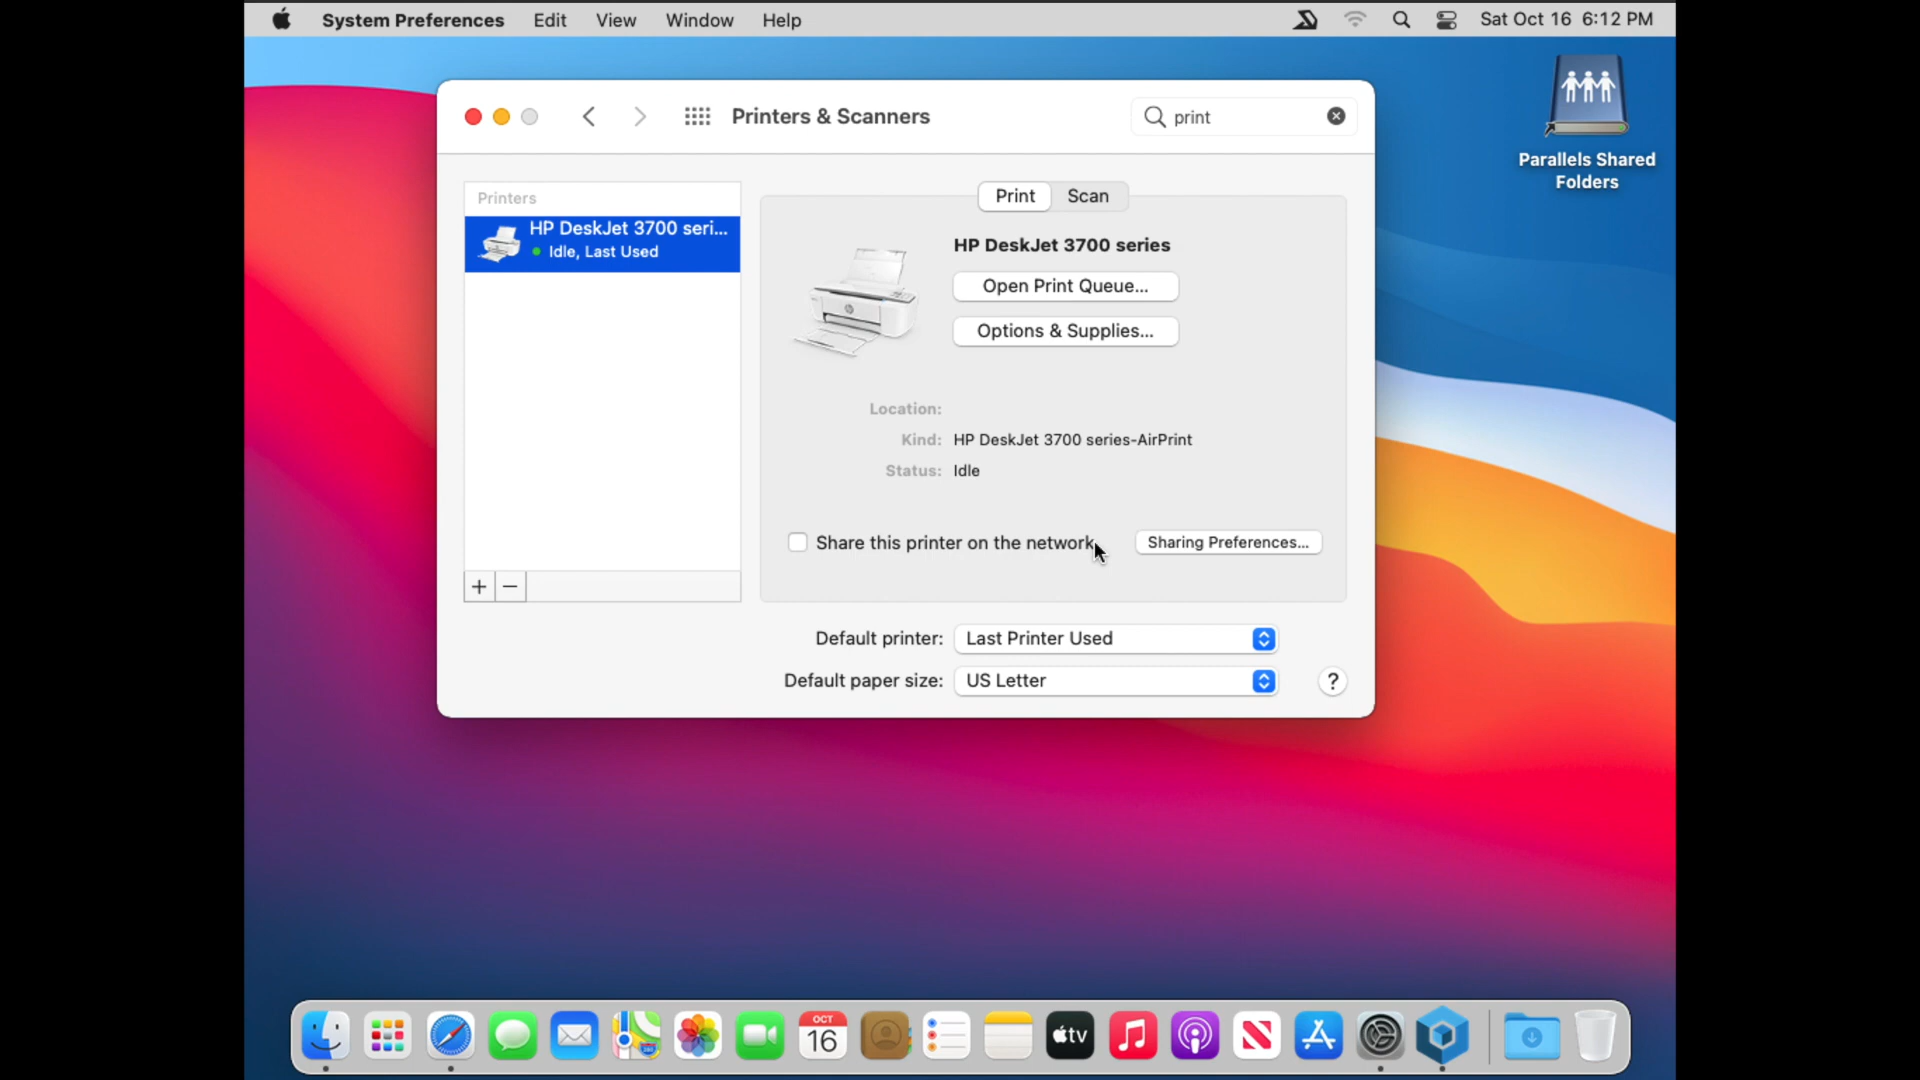 System Preferences Edit View Window Help Sat Oct 16 6:12 PM
Printers & Scanners print
Parallels Shared
Folders
Printers
HP DeskJet 3700 seri...
Idle, Last Used
Print Scan
HP DeskJet 3700 series
Open Print Queue...
Options & Supplies...
Location:
Kind: HP DeskJet 3700 series-AirPrint
Status: Idle
Share this printer on the network Sharing Preferences...
+ −
Default printer: Last Printer Used
Default paper size: US Letter ?
OCT
16
tv